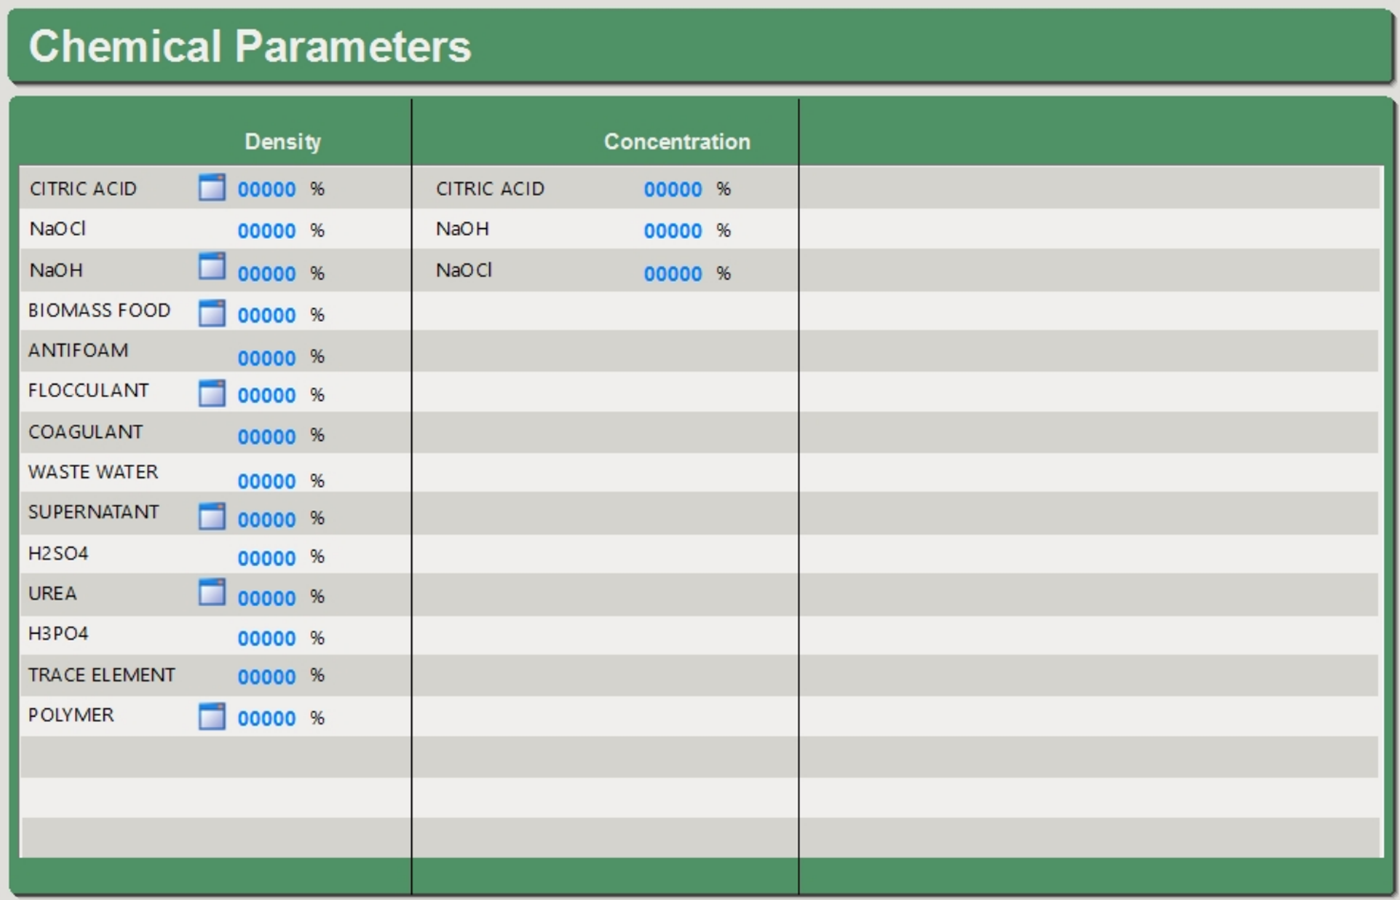 Chemical Parameters
Density Concentration
CITRIC ACID 00000 % CITRIC ACID 00000 %
NaOCl 00000 % NaOH 00000 %
NaOH 00000 % NaOCl 00000 %
BIOMASS FOOD 00000 %
ANTIFOAM 00000 %
FLOCCULANT 00000 %
COAGULANT 00000 %
WASTE WATER 00000 %
SUPERNATANT 00000 %
H2SO4 00000 %
UREA 00000 %
H3PO4 00000 %
TRACE ELEMENT 00000 %
POLYMER 00000 %